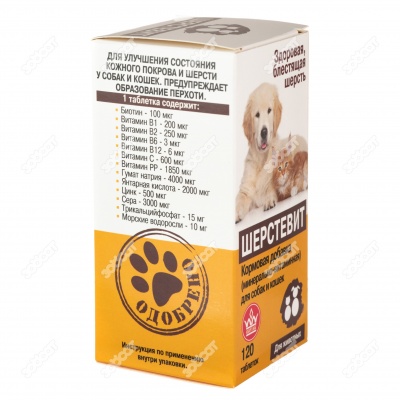 ДЛЯ УЛУЧШЕНИЯ СОСТОЯНИЯ
КОЖНОГО ПОКРОВА И ШЕРСТИ
У СОБАК И КОШЕК. ПРЕДУПРЕЖДАЕТ
ОБРАЗОВАНИЕ ПЕРХОТИ.
1 таблетка содержит:
- Биотин - 100 мкг
- Витамин В1 - 200 мкг
- Витамин В2 - 250 мкг
- Витамин В6 - 3 мкг
- Витамин В12 - 6 мкг
- Витамин С - 600 мкг
- Витамин РР - 1850 мкг
- Гумат натрия - 4000 мкг
- Янтарная кислота - 2000 мкг
- Цинк - 500 мкг
- Сера - 3000 мкг
- Трикальцийфосфат - 15 мг
- Морские водоросли - 10 мг
ОДОБРЕНО
Инструкция по применению
внутри упаковки.
Здоровая,
блестящая
шерсть
ШЕРСТЕВИТ
Кормовая добавка
для собак и кошек
Для животных
120
таблеток